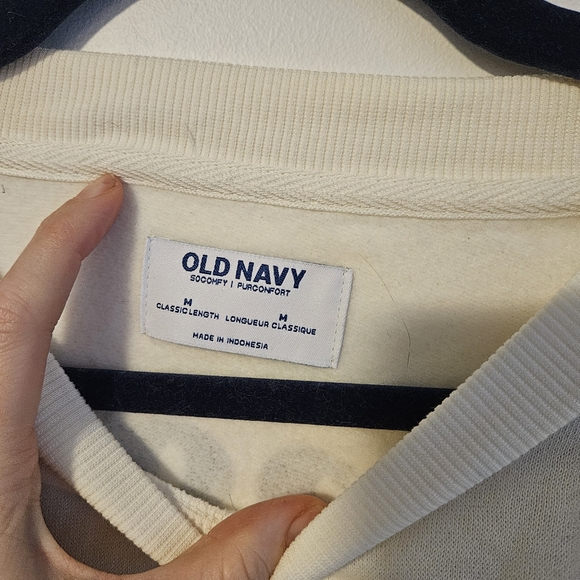 OLD NAVY
SOCOMFY | PURCONFORT
M M
CLASSIC LENGTH LONGUEUR CLASSIQUE
MADE IN INDONESIA